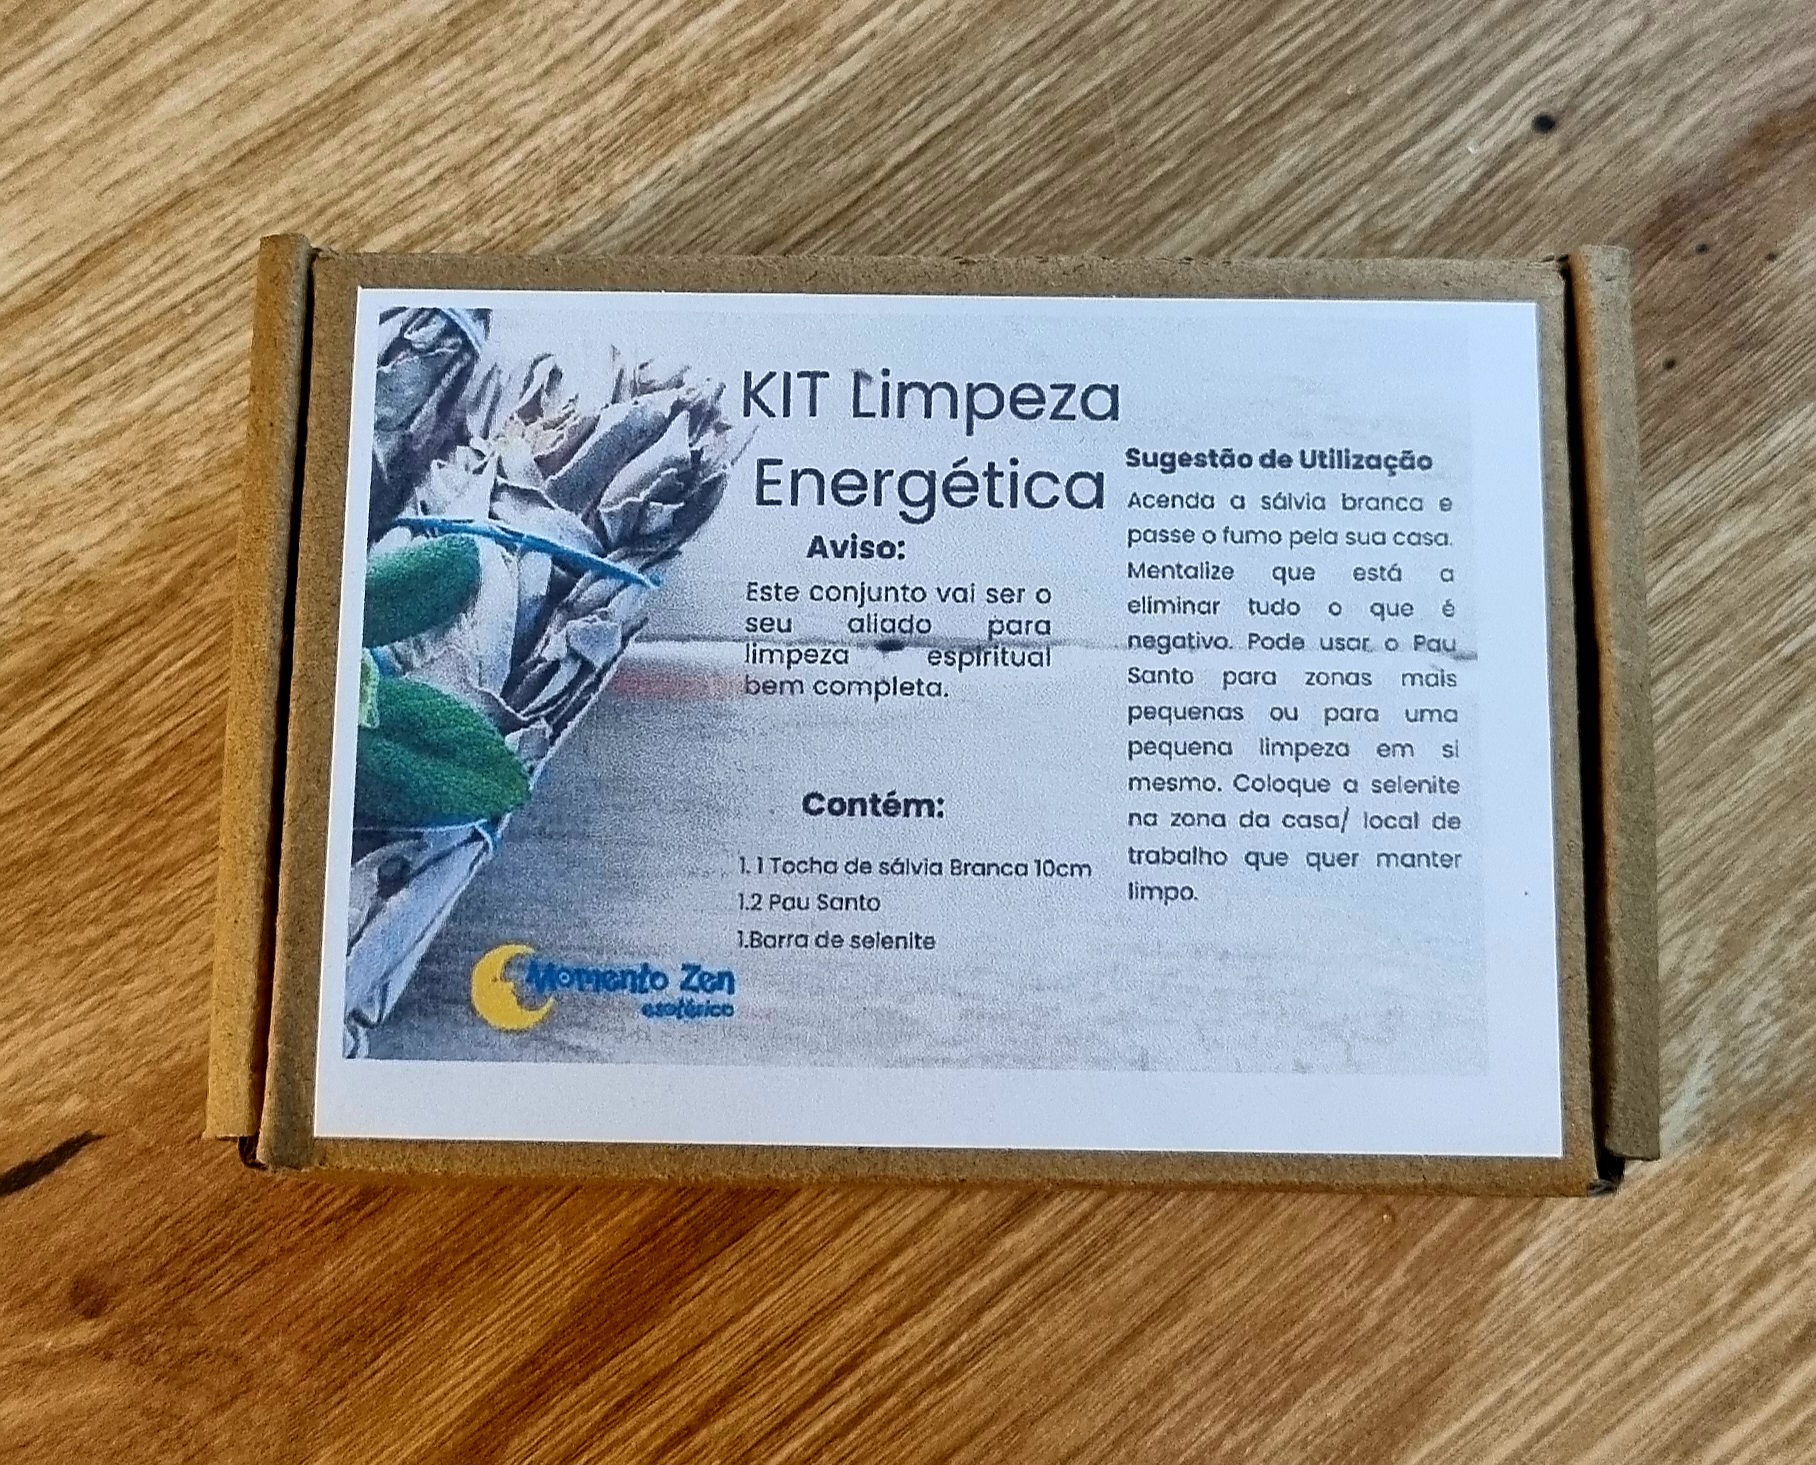 KIT Limpeza
Energética
Aviso:
Este conjunto vai ser o
seu aliado para
limpeza espiritual
bem completa.
Contém:
1. 1 Tocha de sálvia Branca 10cm
1.2 Pau Santo
1.Barra de selenite
Momento Zen
esotérico
Sugestão de Utilização
Acenda a sálvia branca e
passe o fumo pela sua casa.
Mentalize que está a
eliminar tudo o que é
negativo. Pode usar o Pau
Santo para zonas mais
pequenas ou para uma
pequena limpeza em si
mesmo. Coloque a selenite
na zona da casa/ local de
trabalho que quer manter
limpo.